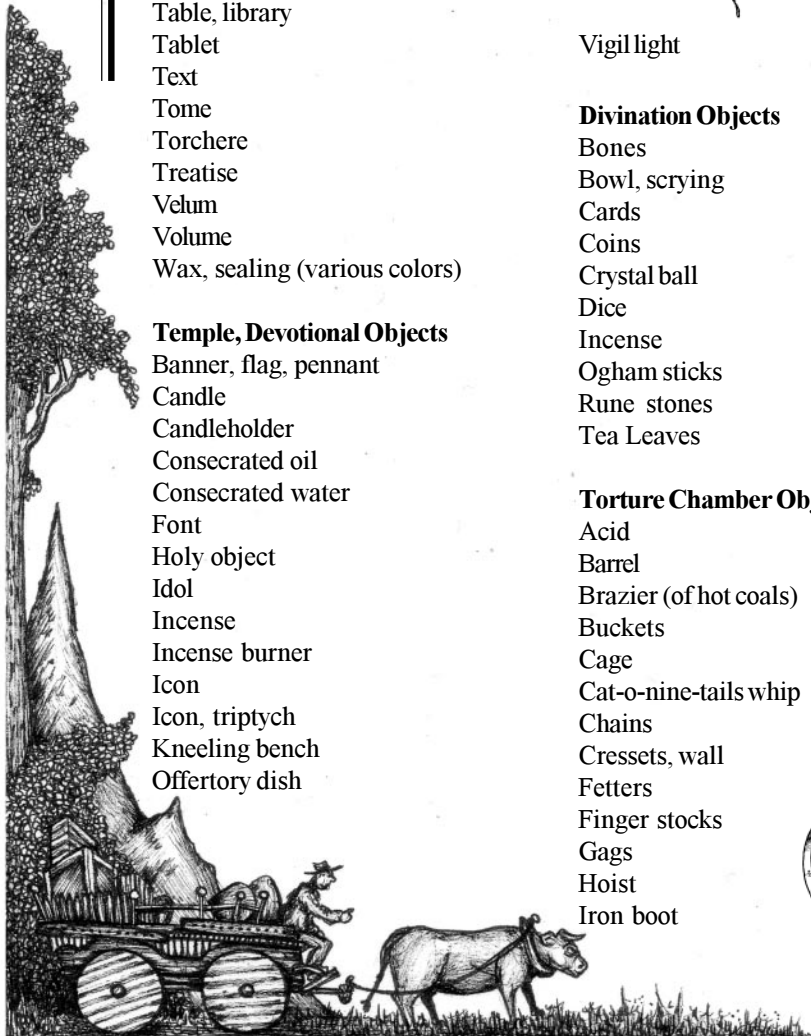 Table, library
Tablet
Text
Tome
Torchere
Treatise
Velum
Volume
Wax, sealing (various colors)
Temple, Devotional Objects
Banner, flag, pennant
Candle
Candleholder
Consecrated oil
Consecrated water
Font
Holy object
Idol
Incense
Incense burner
Icon
Icon, triptych
Kneeling bench
Offertory dish
Vigil light
Divination Objects
Bones
Bowl, scrying
Cards
Coins
Crystal ball
Dice
Incense
Ogham sticks
Rune stones
Tea Leaves
Torture Chamber
Acid
Barrel
Brazier (of hot coals)
Buckets
Cage
Cat-o-nine-tails whip
Chains
Cressets, wall
Fetters
Finger stocks
Gags
Hoist
Iron boot